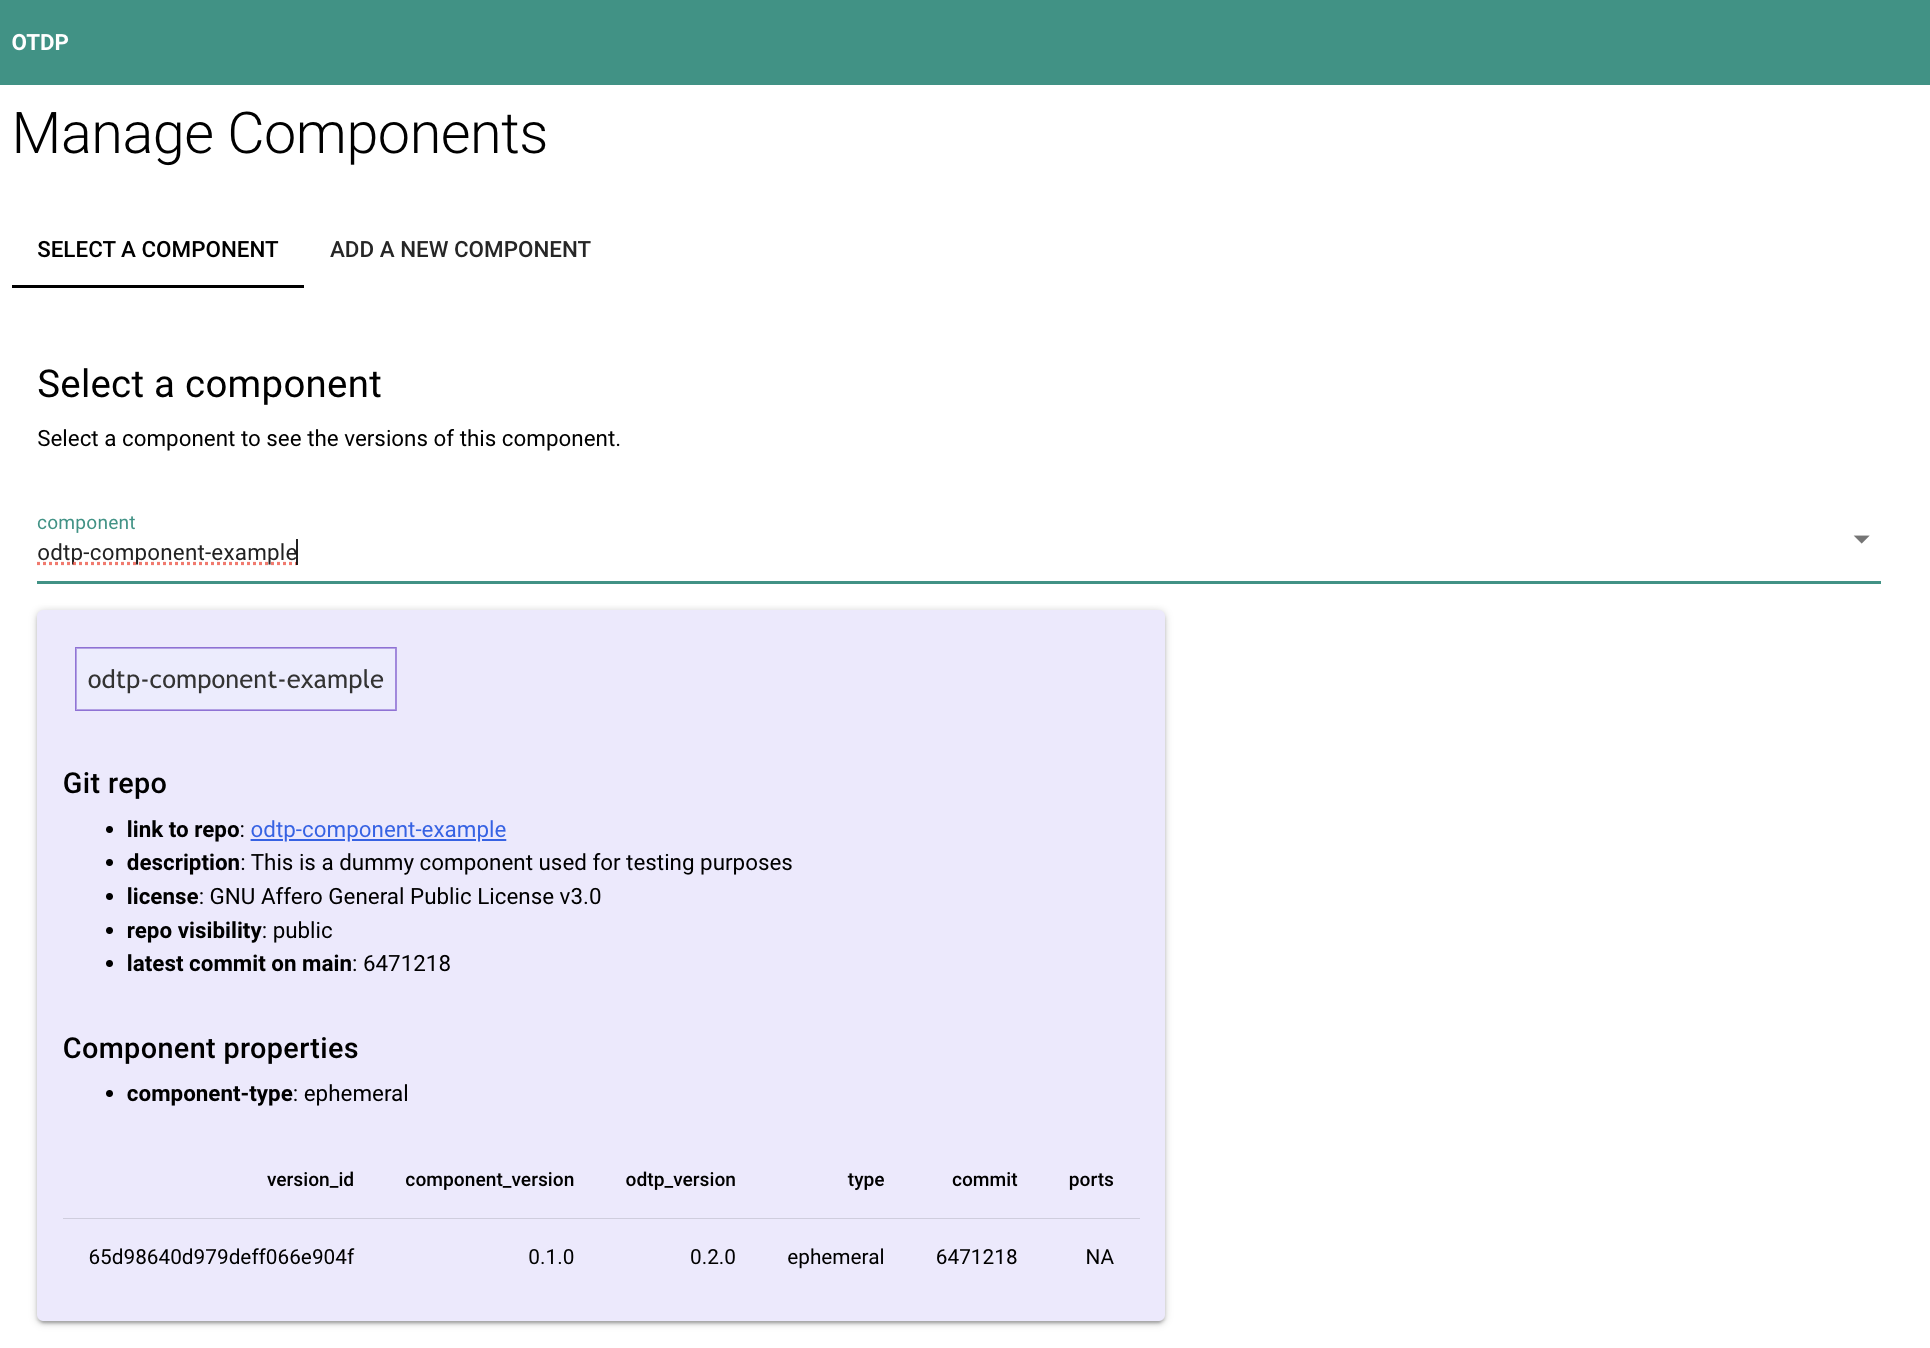 OTDP
Manage Components
SELECT A COMPONENT ADD A NEW COMPONENT
Select a component
Select a component to see the versions of this component.
component
odtp-component-example
odtp-component-example
Git repo
link to repo: odtp-component-example
description: This is a dummy component used for testing purposes
license: GNU Affero General Public License v3.0
repo visibility: public
latest commit on main: 6471218
Component properties
component-type: ephemeral
version_id component_version odtp_version type commit ports
65d98640d979deff066e904f 0.1.0 0.2.0 ephemeral 6471218 NA